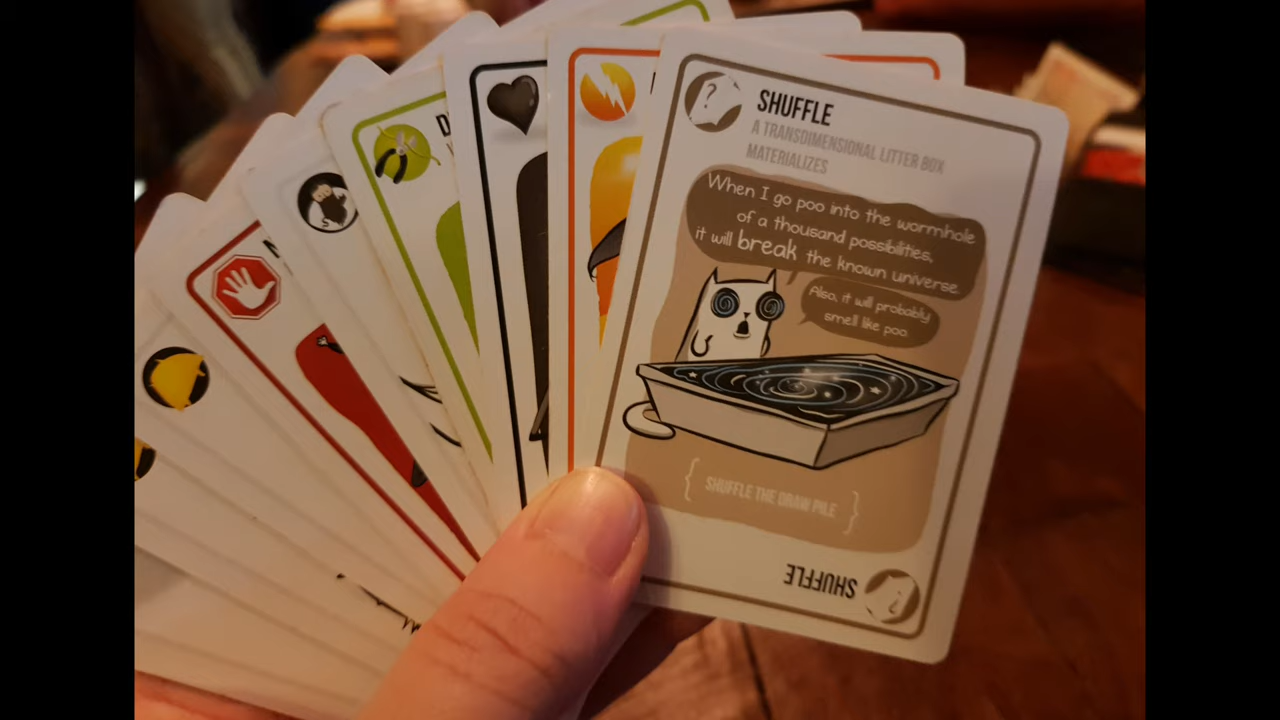 SHUFFLE
A TRANSDIMENSIONAL LITTER BOX
MATERIALIZES
When I go poo into the wormhole
of a thousand possibilities,
it will break the known universe.
Also, it will probably
smell like poo.
{ SHUFFLE THE DRAW PILE }
SHUFFLE
D